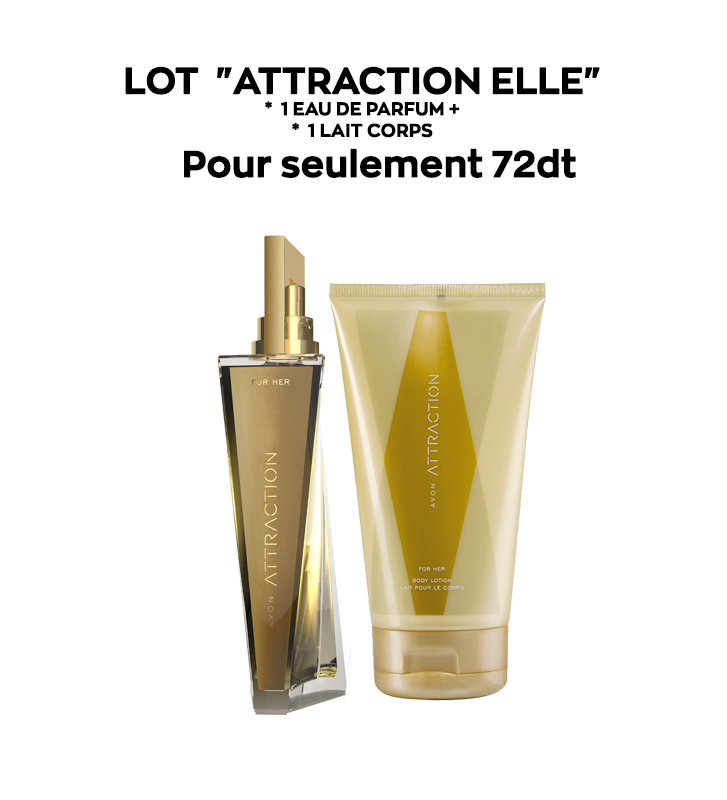 LOT "ATTRACTION ELLE"
* 1 EAU DE PARFUM +
* 1 LAIT CORPS
Pour seulement 72dt
FOR HER
AVON ATTRACTION
AVON ATTRACTION
FOR HER
BODY LOTION
LAIT POUR LE CORPS